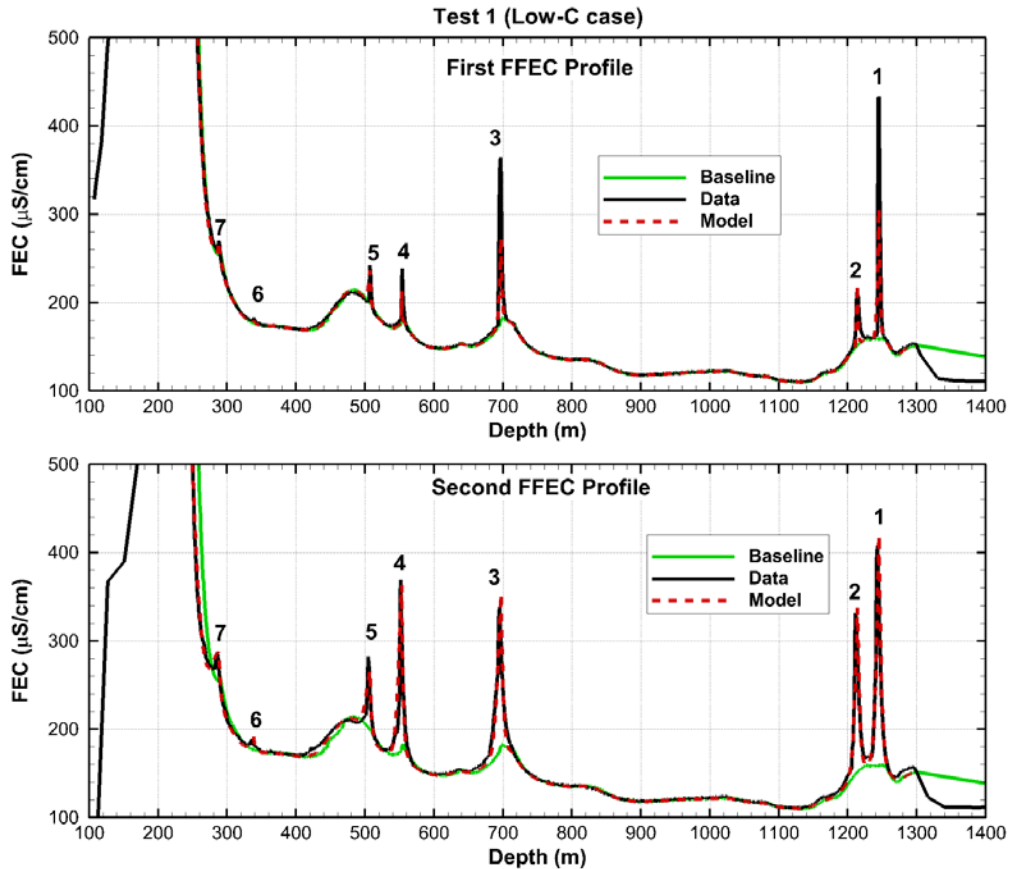 Test 1 (Low-C case)
First FFEC Profile
FEC (µS/cm)
500
400
300
200
100
1
2
3
4
5
6
7
Baseline
Data
Model
100 200 300 400 500 600 700 800 900 1000 1100 1200 1300 1400
Depth (m)
Second FFEC Profile
FEC (µS/cm)
500
400
300
200
100
1
2
3
4
5
6
7
Baseline
Data
Model
100 200 300 400 500 600 700 800 900 1000 1100 1200 1300 1400
Depth (m)